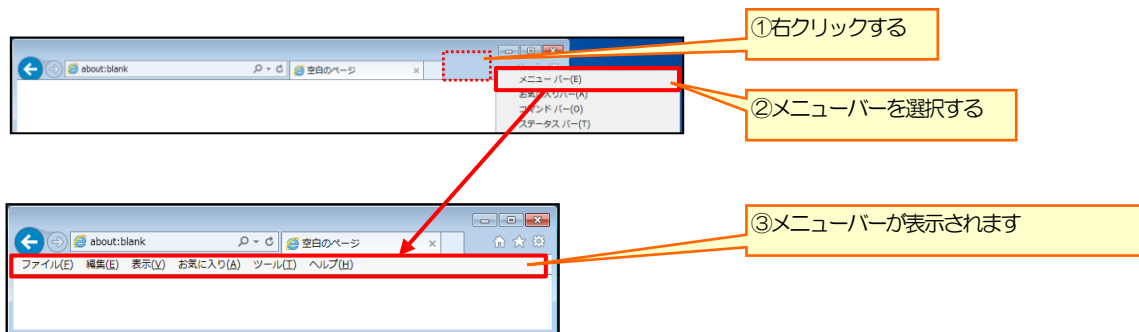 ①右クリックする
about:blank
空白のページ
メニュー バー(E)
お気に入りバー(A)
コマンド バー(O)
ステータス バー(T)
②メニューバーを選択する
③メニューバーが表示されます
about:blank
空白のページ
ファイル(F) 編集(E) 表示(V) お気に入り(A) ツール(T) ヘルプ(H)